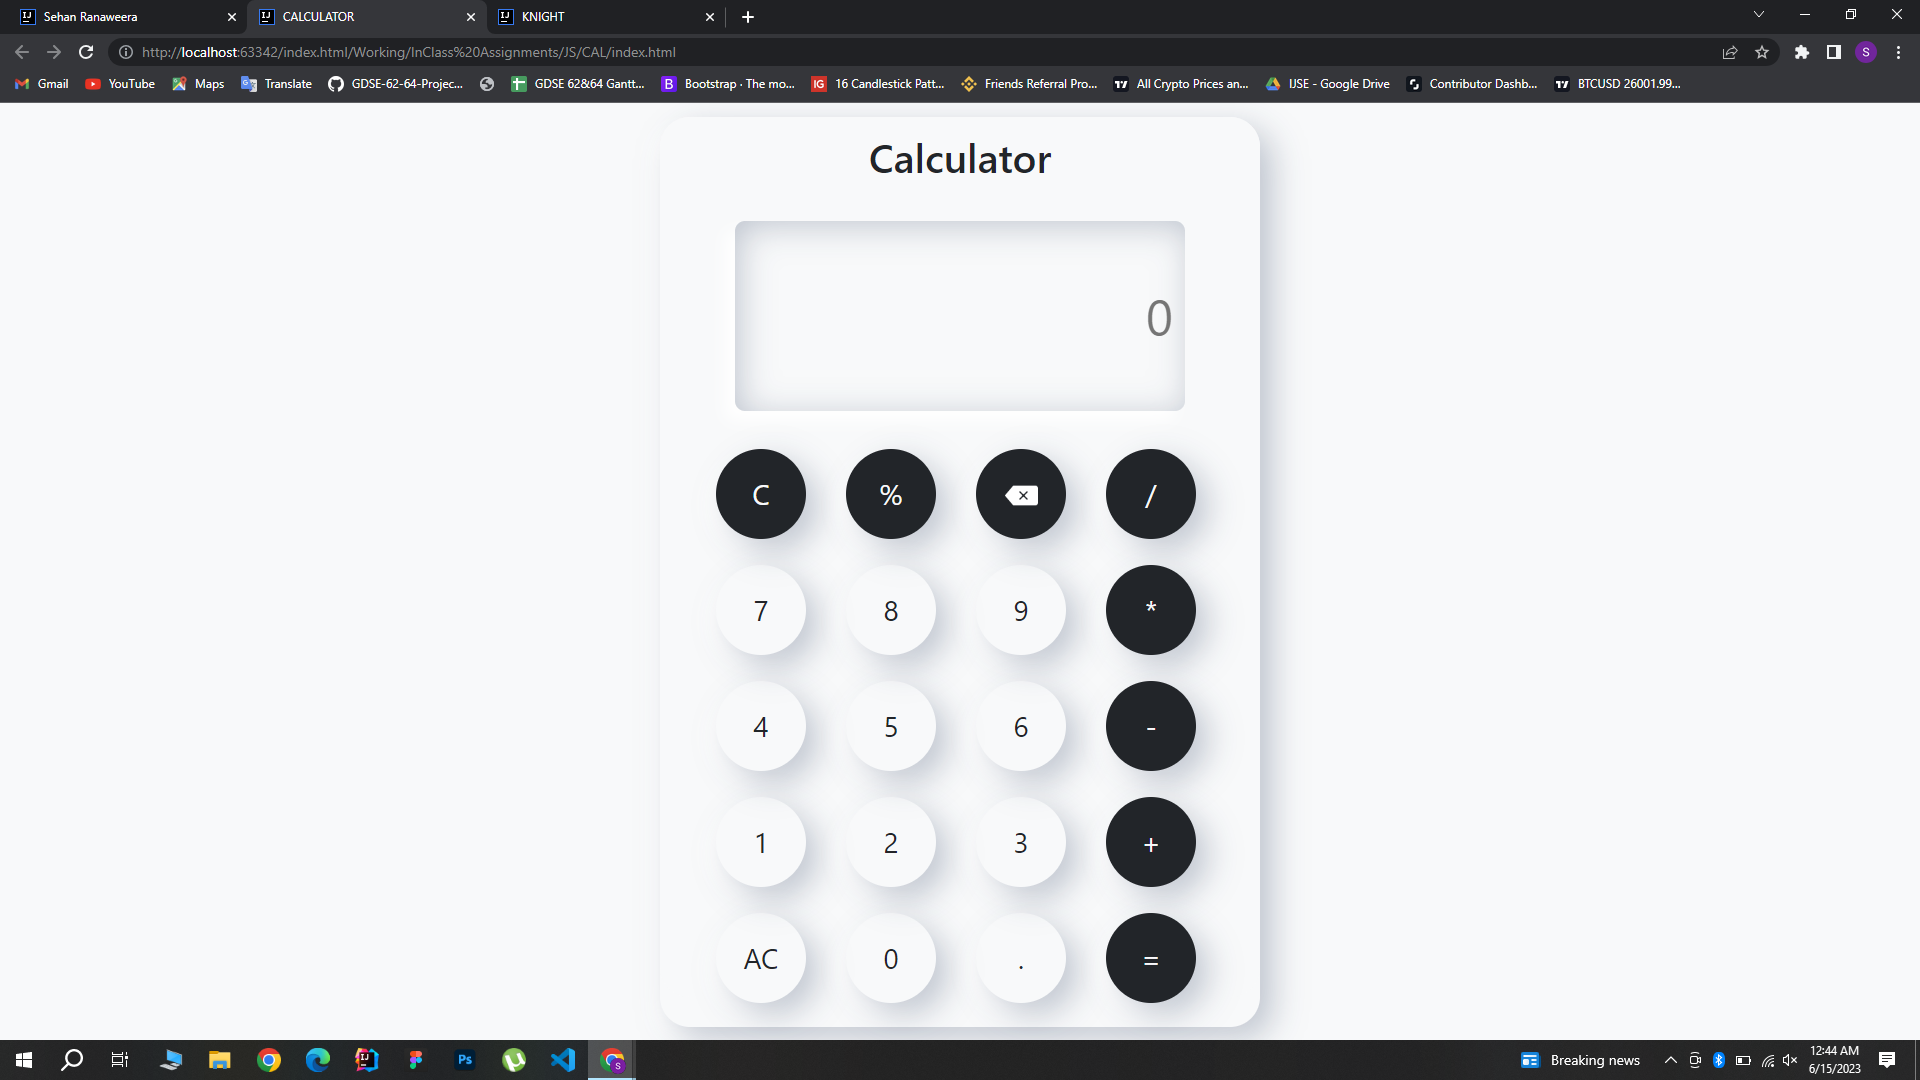 Sehan Ranaweera CALCULATOR KNIGHT
http://localhost:63342/index.html/Working/InClass%20Assignments/JS/CAL/index.html S
Gmail YouTube Maps Translate GDSE-62-64-Projec... GDSE 62&64 Gantt... B Bootstrap · The mo... IG 16 Candlestick Patt... Friends Referral Pro... All Crypto Prices an... IJSE - Google Drive Contributor Dashb... BTCUSD 26001.99...
Calculator
0
C % /
7 8 9 *
4 5 6 -
1 2 3 +
AC 0 . =
Ps S Breaking news 12:44 AM
6/15/2023